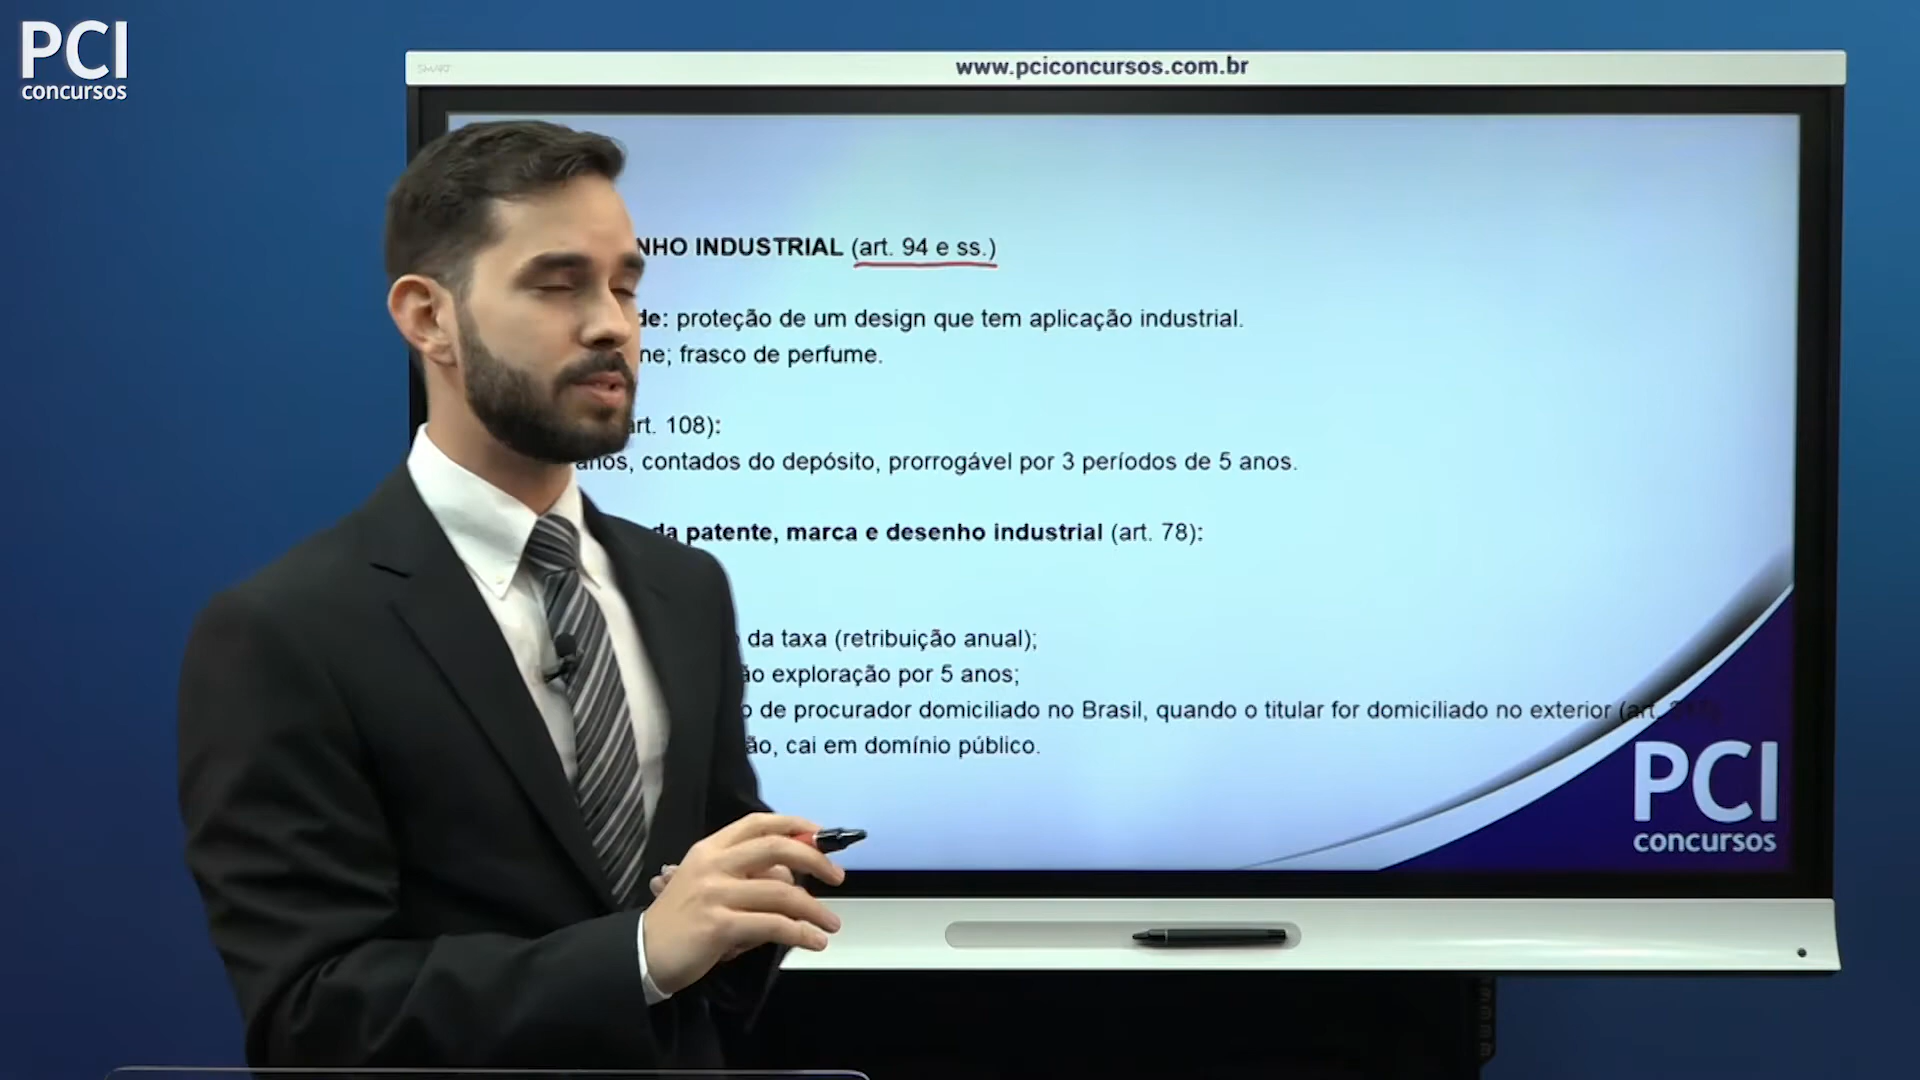 PCI
concursos
SMART
www.pciconcursos.com.br
NHO INDUSTRIAL (art. 94 e ss.)
de: proteção de um design que tem aplicação industrial.
ne; frasco de perfume.
art. 108):
anos, contados do depósito, prorrogável por 3 períodos de 5 anos.
da patente, marca e desenho industrial (art. 78):
da taxa (retribuição anual);
ão exploração por 5 anos;
o de procurador domiciliado no Brasil, quando o titular for domiciliado no exterior (art.
ão, cai em domínio público.
PCI
concursos